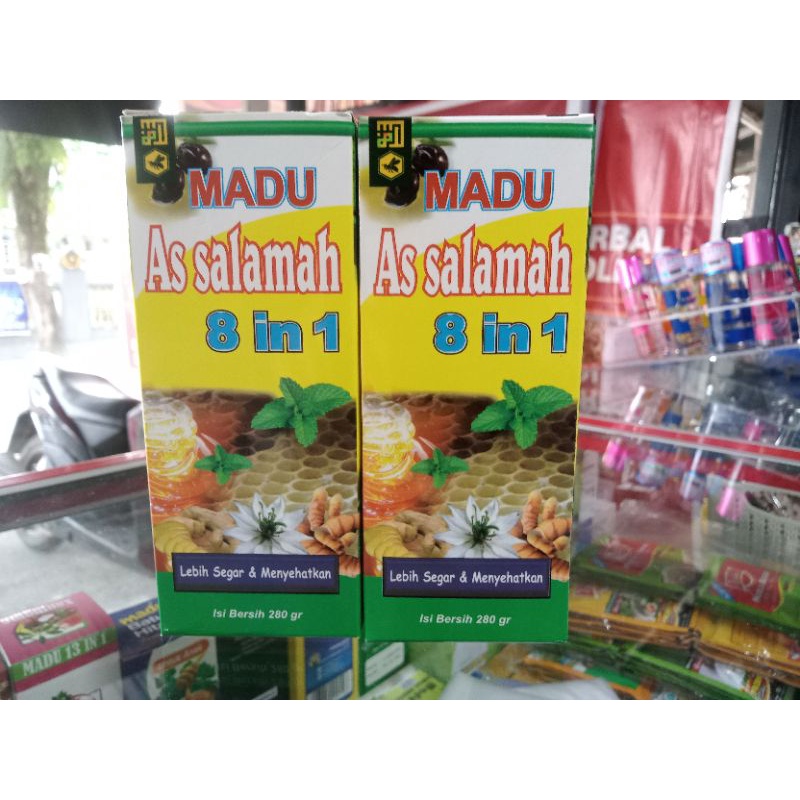 MADU
As salamah
8 in 1
Lebih Segar & Menyehatkan
Isi Bersih 280 gr
MADU
As salamah
8 in 1
Lebih Segar & Menyehatkan
Isi Bersih 280 gr
MADU 13 IN 1